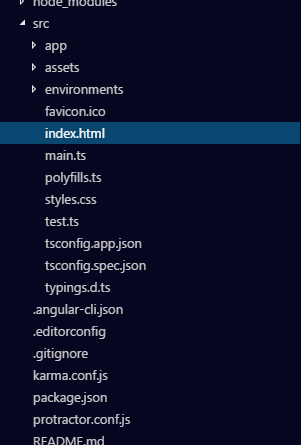 node_modules
src
app
assets
environments
favicon.ico
index.html
main.ts
polyfills.ts
styles.css
test.ts
tsconfig.app.json
tsconfig.spec.json
typings.d.ts
.angular-cli.json
.editorconfig
.gitignore
karma.conf.js
package.json
protractor.conf.js
README.md